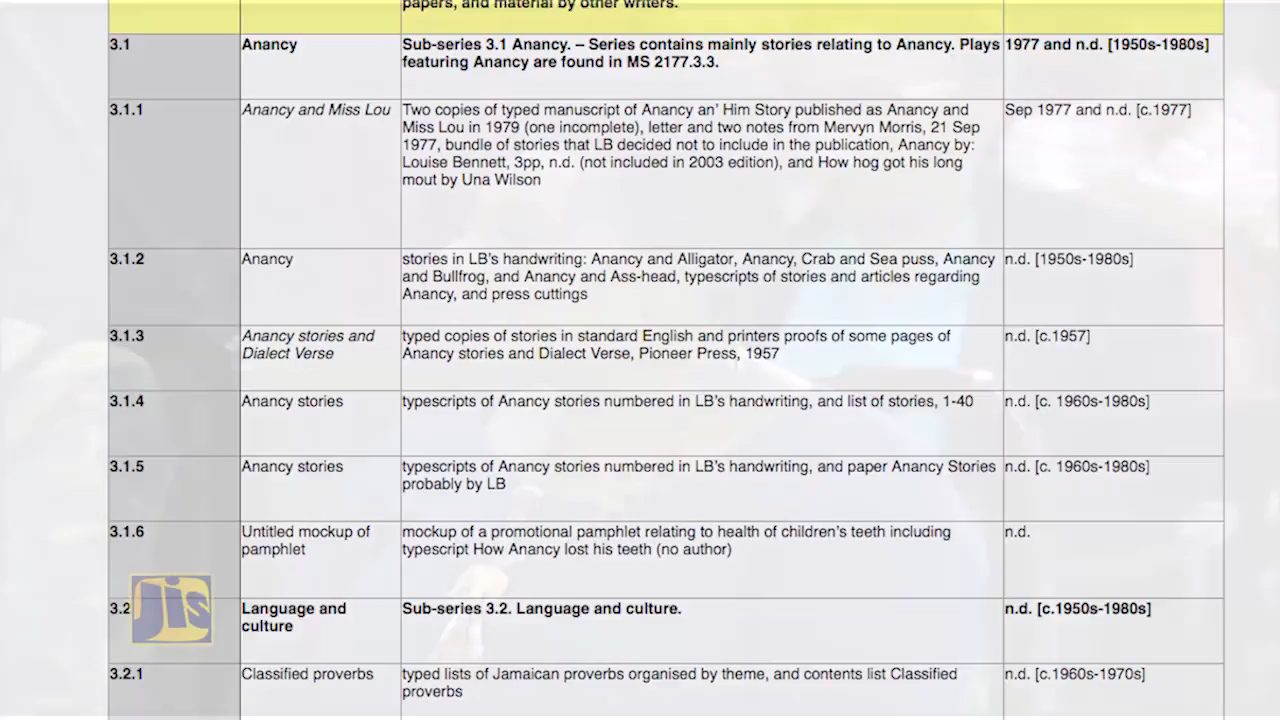 papers, and material by other writers.
3.1 Anancy Sub-series 3.1 Anancy. – Series contains mainly stories relating to Anancy. Plays 1977 and n.d. [1950s-1980s]
featuring Anancy are found in MS 2177.3.3.
3.1.1 Anancy and Miss Lou Two copies of typed manuscript of Anancy an' Him Story published as Anancy and Sep 1977 and n.d. [c.1977]
Miss Lou in 1979 (one incomplete), letter and two notes from Mervyn Morris, 21 Sep
1977, bundle of stories that LB decided not to include in the publication, Anancy by:
Louise Bennett, 3pp, n.d. (not included in 2003 edition), and How hog got his long
mout by Una Wilson
3.1.2 Anancy stories in LB's handwriting: Anancy and Alligator, Anancy, Crab and Sea puss, Anancy n.d. [1950s-1980s]
and Bullfrog, and Anancy and Ass-head, typescripts of stories and articles regarding
Anancy, and press cuttings
3.1.3 Anancy stories and typed copies of stories in standard English and printers proofs of some pages of n.d. [c.1957]
Dialect Verse Anancy stories and Dialect Verse, Pioneer Press, 1957
3.1.4 Anancy stories typescripts of Anancy stories numbered in LB's handwriting, and list of stories, 1-40 n.d. [c. 1960s-1980s]
3.1.5 Anancy stories typescripts of Anancy stories numbered in LB's handwriting, and paper Anancy Stories n.d. [c. 1960s-1980s]
probably by LB
3.1.6 Untitled mockup of mockup of a promotional pamphlet relating to health of children's teeth including n.d.
pamphlet typescript How Anancy lost his teeth (no author)
3.2 Language and Sub-series 3.2. Language and culture. n.d. [c.1950s-1980s]
culture
jis
3.2.1 Classified proverbs typed lists of Jamaican proverbs organised by theme, and contents list Classified n.d. [c.1960s-1970s]
proverbs